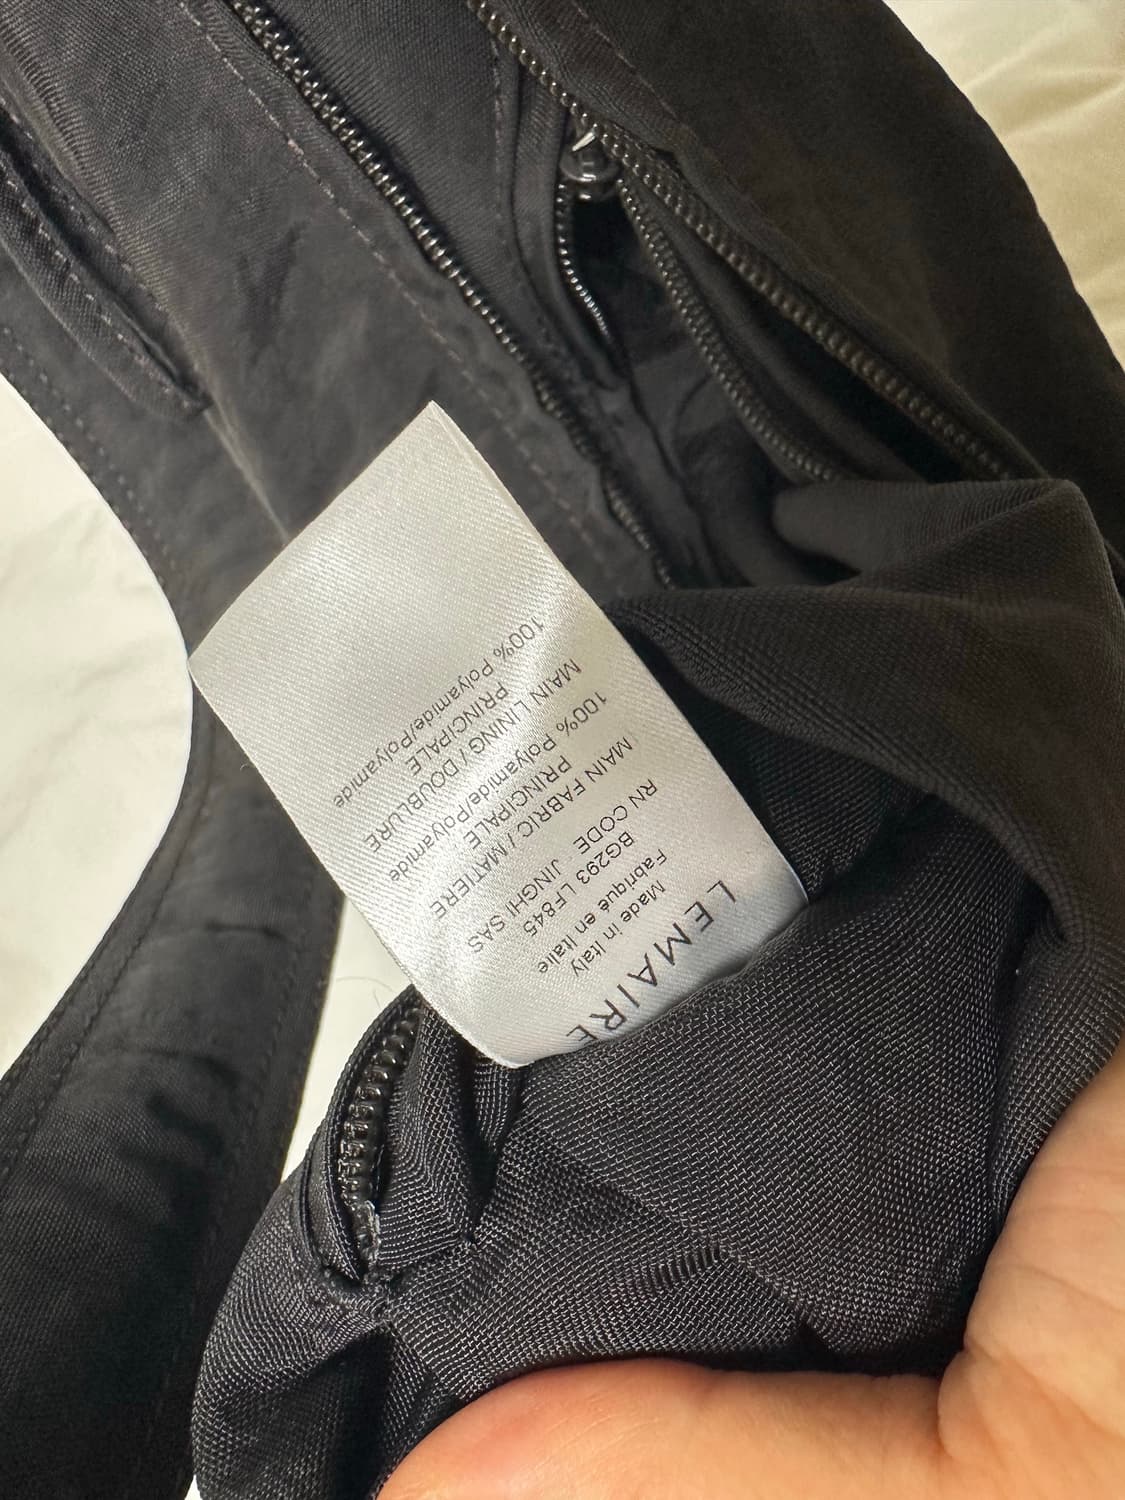 LEMAIRE
Made in Italy
Fabriqué en Italie
BG293 LF845
RN CODE : JINGHI SAS
MAIN FABRIC / MATIERE
PRINCIPALE
100% Polyamide/Polyamide
MAIN LINING / DOUBLURE
PRINCIPALE
100% Polyamide/Polyamide